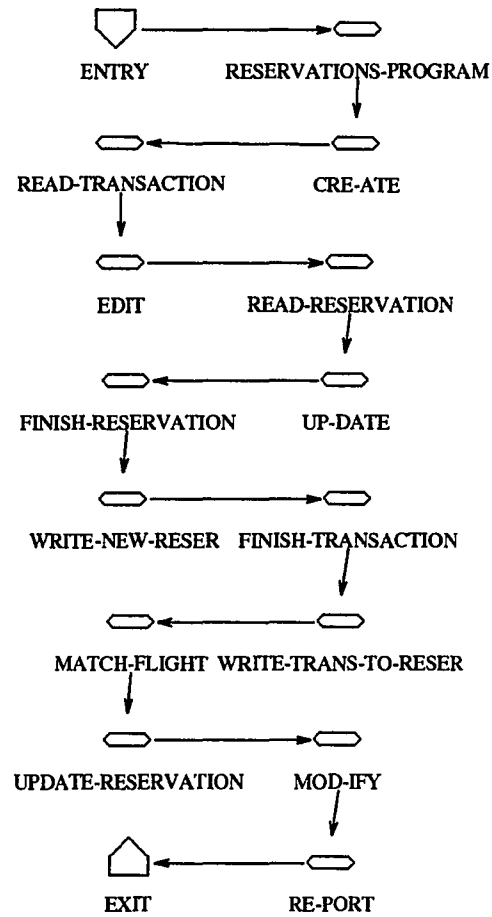 ENTRY RESERVATIONS-PROGRAM
READ-TRANSACTION CRE-ATE
EDIT READ-RESERVATION
FINISH-RESERVATION UP-DATE
WRITE-NEW-RESER FINISH-TRANSACTION
MATCH-FLIGHT WRITE-TRANS-TO-RESER
UPDATE-RESERVATION MOD-IFY
EXIT RE-PORT